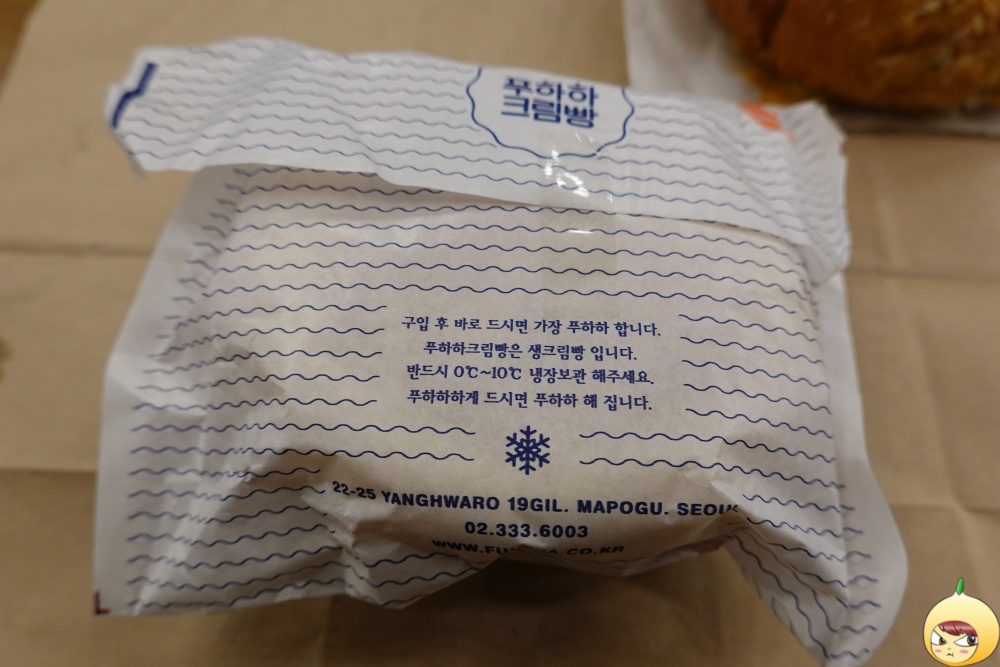 푸하하
크림빵
구입 후 바로 드시면 가장 푸하하 합니다.
푸하하크림빵은 생크림빵 입니다.
반드시 0℃~10℃ 냉장보관 해주세요.
푸하하하게 드시면 푸하하 해 집니다.
22-25 YANGHWARO 19GIL. MAPOGU. SEOUL
02.333.6003